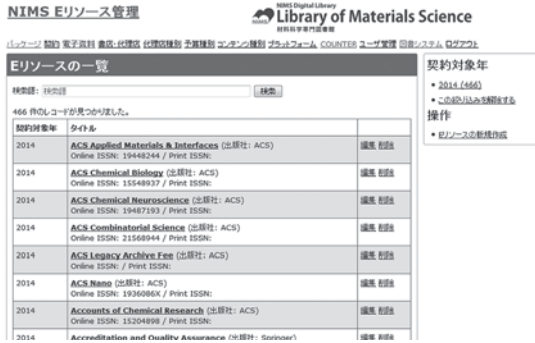 NIMS Eリソース管理
NIMS Digital Library
Library of Materials Science
材料科学専門図書館
NIMS
パッケージ 契約 電子資料 書店・代理店 代理店種別 予算種別 コンテンツ種別 プラットフォーム COUNTER ユーザ管理 図書システム ログアウト
Eリソースの一覧
検索語: 検索語 検索
466 件のレコードが見つかりました。
契約対象年 タイトル
2014 ACS Applied Materials & Interfaces (出版社: ACS) 編集 削除
Online ISSN: 19448244 / Print ISSN:
2014 ACS Chemical Biology (出版社: ACS) 編集 削除
Online ISSN: 15548937 / Print ISSN:
2014 ACS Chemical Neuroscience (出版社: ACS) 編集 削除
Online ISSN: 19487193 / Print ISSN:
2014 ACS Combinatorial Science (出版社: ACS) 編集 削除
Online ISSN: 21568944 / Print ISSN:
2014 ACS Legacy Archive Fee (出版社: ACS) 編集 削除
Online ISSN: / Print ISSN:
2014 ACS Nano (出版社: ACS) 編集 削除
Online ISSN: 1936086X / Print ISSN:
2014 Accounts of Chemical Research (出版社: ACS) 編集 削除
Online ISSN: 15204898 / Print ISSN:
2014 Accreditation and Quality Assurance (出版社: Springer) 編集 削除
契約対象年
2014 (466)
この絞り込みを解除する
操作
Eリソースの新規作成